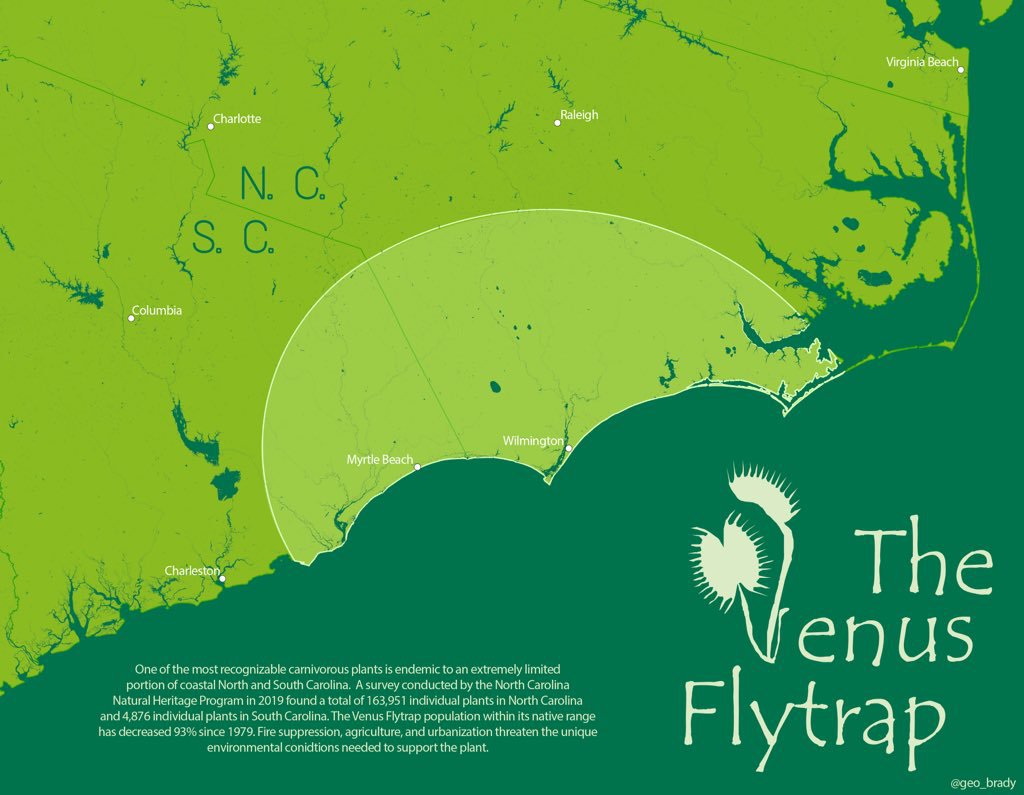 Virginia Beach
Charlotte
Raleigh
N. C.
S. C.
Columbia
Wilmington
Myrtle Beach
Charleston
The
Venus
Flytrap
One of the most recognizable carnivorous plants is endemic to an extremely limited
portion of coastal North and South Carolina. A survey conducted by the North Carolina
Natural Heritage Program in 2019 found a total of 163,951 individual plants in North Carolina
and 4,876 individual plants in South Carolina. The Venus Flytrap population within its native range
has decreased 93% since 1979. Fire suppression, agriculture, and urbanization threaten the unique
environmental conidtions needed to support the plant.
@geo_brady